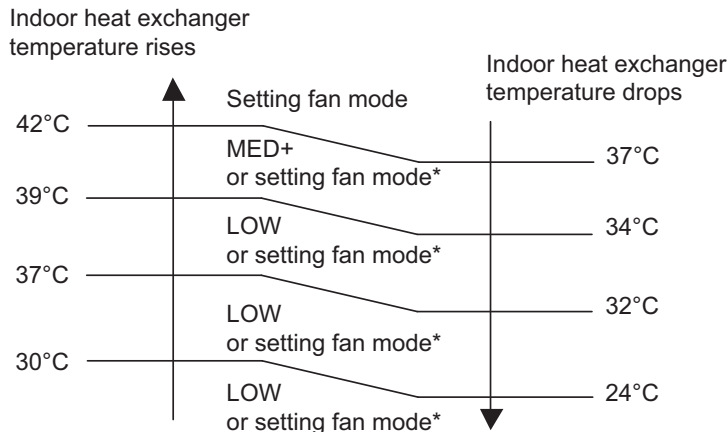 Indoor heat exchanger
temperature rises
Indoor heat exchanger
temperature drops
Setting fan mode
42°C
MED+
or setting fan mode*
37°C
39°C
LOW
or setting fan mode*
34°C
37°C
LOW
or setting fan mode*
32°C
30°C
LOW
or setting fan mode*
24°C